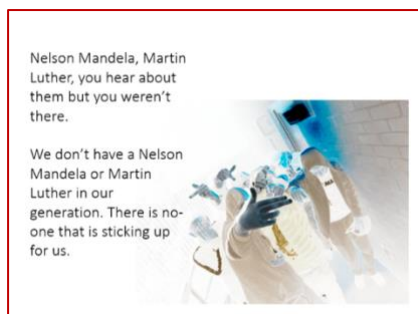 Nelson Mandela, Martin
Luther, you hear about
them but you weren't
there.
We don't have a Nelson
Mandela or Martin
Luther in our
generation. There is no-
one that is sticking up
for us.